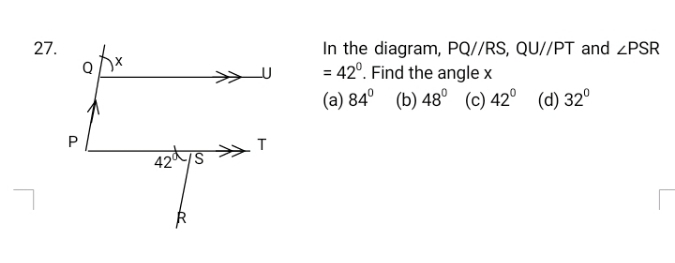 27.
Q
x
U
P
T
42⁰
S
R
In the diagram, PQ//RS, QU//PT and ∠PSR
= 42⁰. Find the angle x
(a) 84⁰ (b) 48⁰ (c) 42⁰ (d) 32⁰